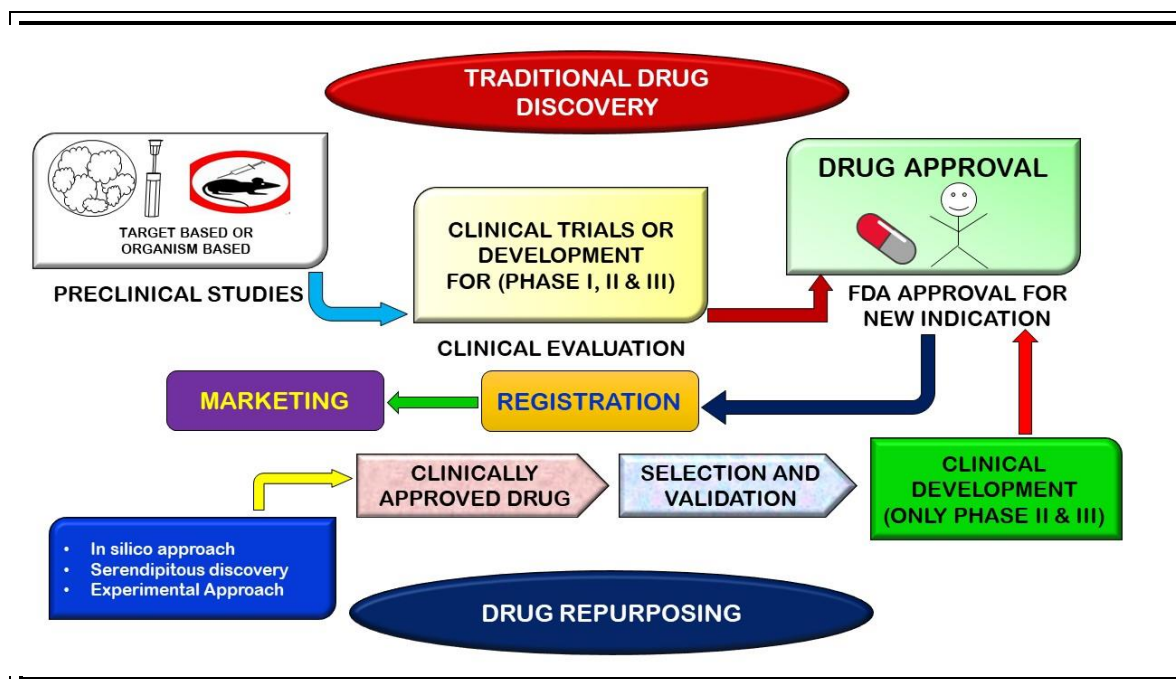 TRADITIONAL DRUG
DISCOVERY
TARGET BASED OR
ORGANISM BASED
PRECLINICAL STUDIES
CLINICAL TRIALS OR
DEVELOPMENT
FOR (PHASE I, II & III)
CLINICAL EVALUATION
DRUG APPROVAL
FDA APPROVAL FOR
NEW INDICATION
MARKETING
REGISTRATION
CLINICALLY
APPROVED DRUG
SELECTION AND
VALIDATION
CLINICAL
DEVELOPMENT
(ONLY PHASE II & III)
• In silico approach
• Serendipitous discovery
• Experimental Approach
DRUG REPURPOSING